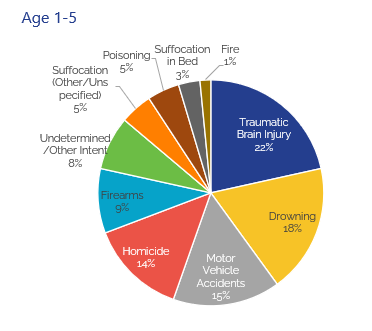 Age 1-5
Traumatic
Brain Injury
22%
Drowning
18%
Motor
Vehicle
Accidents
15%
Homicide
14%
Firearms
9%
Undetermined
/Other Intent
8%
Suffocation
(Other/Uns
pecified)
5%
Poisoning
5%
Suffocation
in Bed
3%
Fire
1%